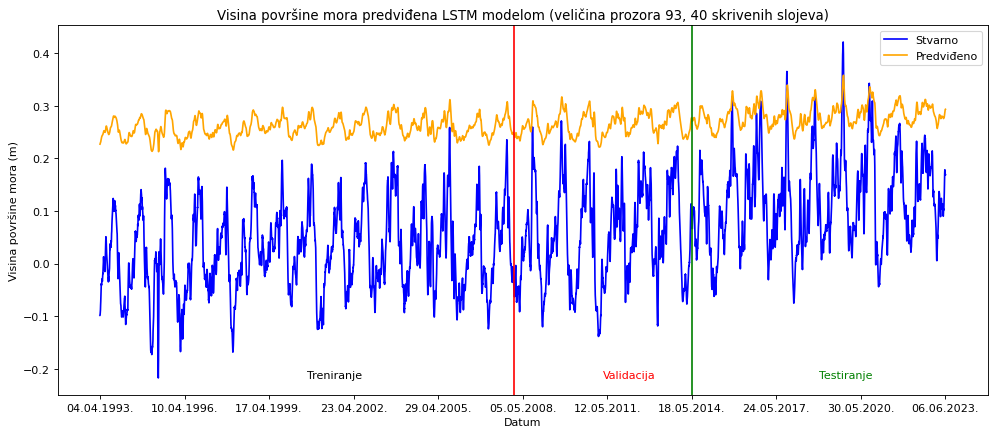 Visina površine mora predviđena LSTM modelom (veličina prozora 93, 40 skrivenih slojeva)
Stvarno
Predviđeno
Visina površine mora (m)
0.4
0.3
0.2
0.1
0.0
−0.1
−0.2
Treniranje
Validacija
Testiranje
04.04.1993.
10.04.1996.
17.04.1999.
23.04.2002.
29.04.2005.
05.05.2008.
12.05.2011.
18.05.2014.
24.05.2017.
30.05.2020.
06.06.2023.
Datum